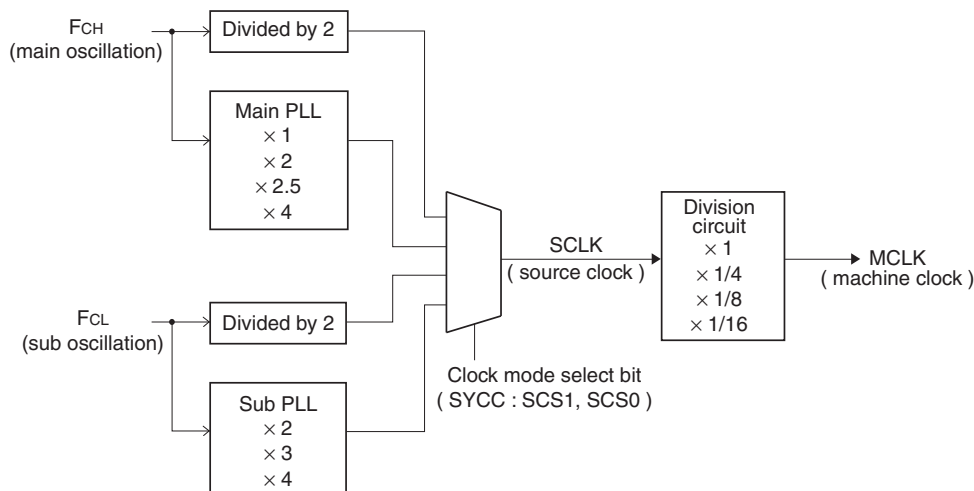 FCH
(main oscillation)
Divided by 2
Main PLL
× 1
× 2
× 2.5
× 4
FCL
(sub oscillation)
Divided by 2
Sub PLL
× 2
× 3
× 4
Clock mode select bit
( SYCC : SCS1, SCS0 )
SCLK
( source clock )
Division
circuit
× 1
× 1/4
× 1/8
× 1/16
MCLK
( machine clock )